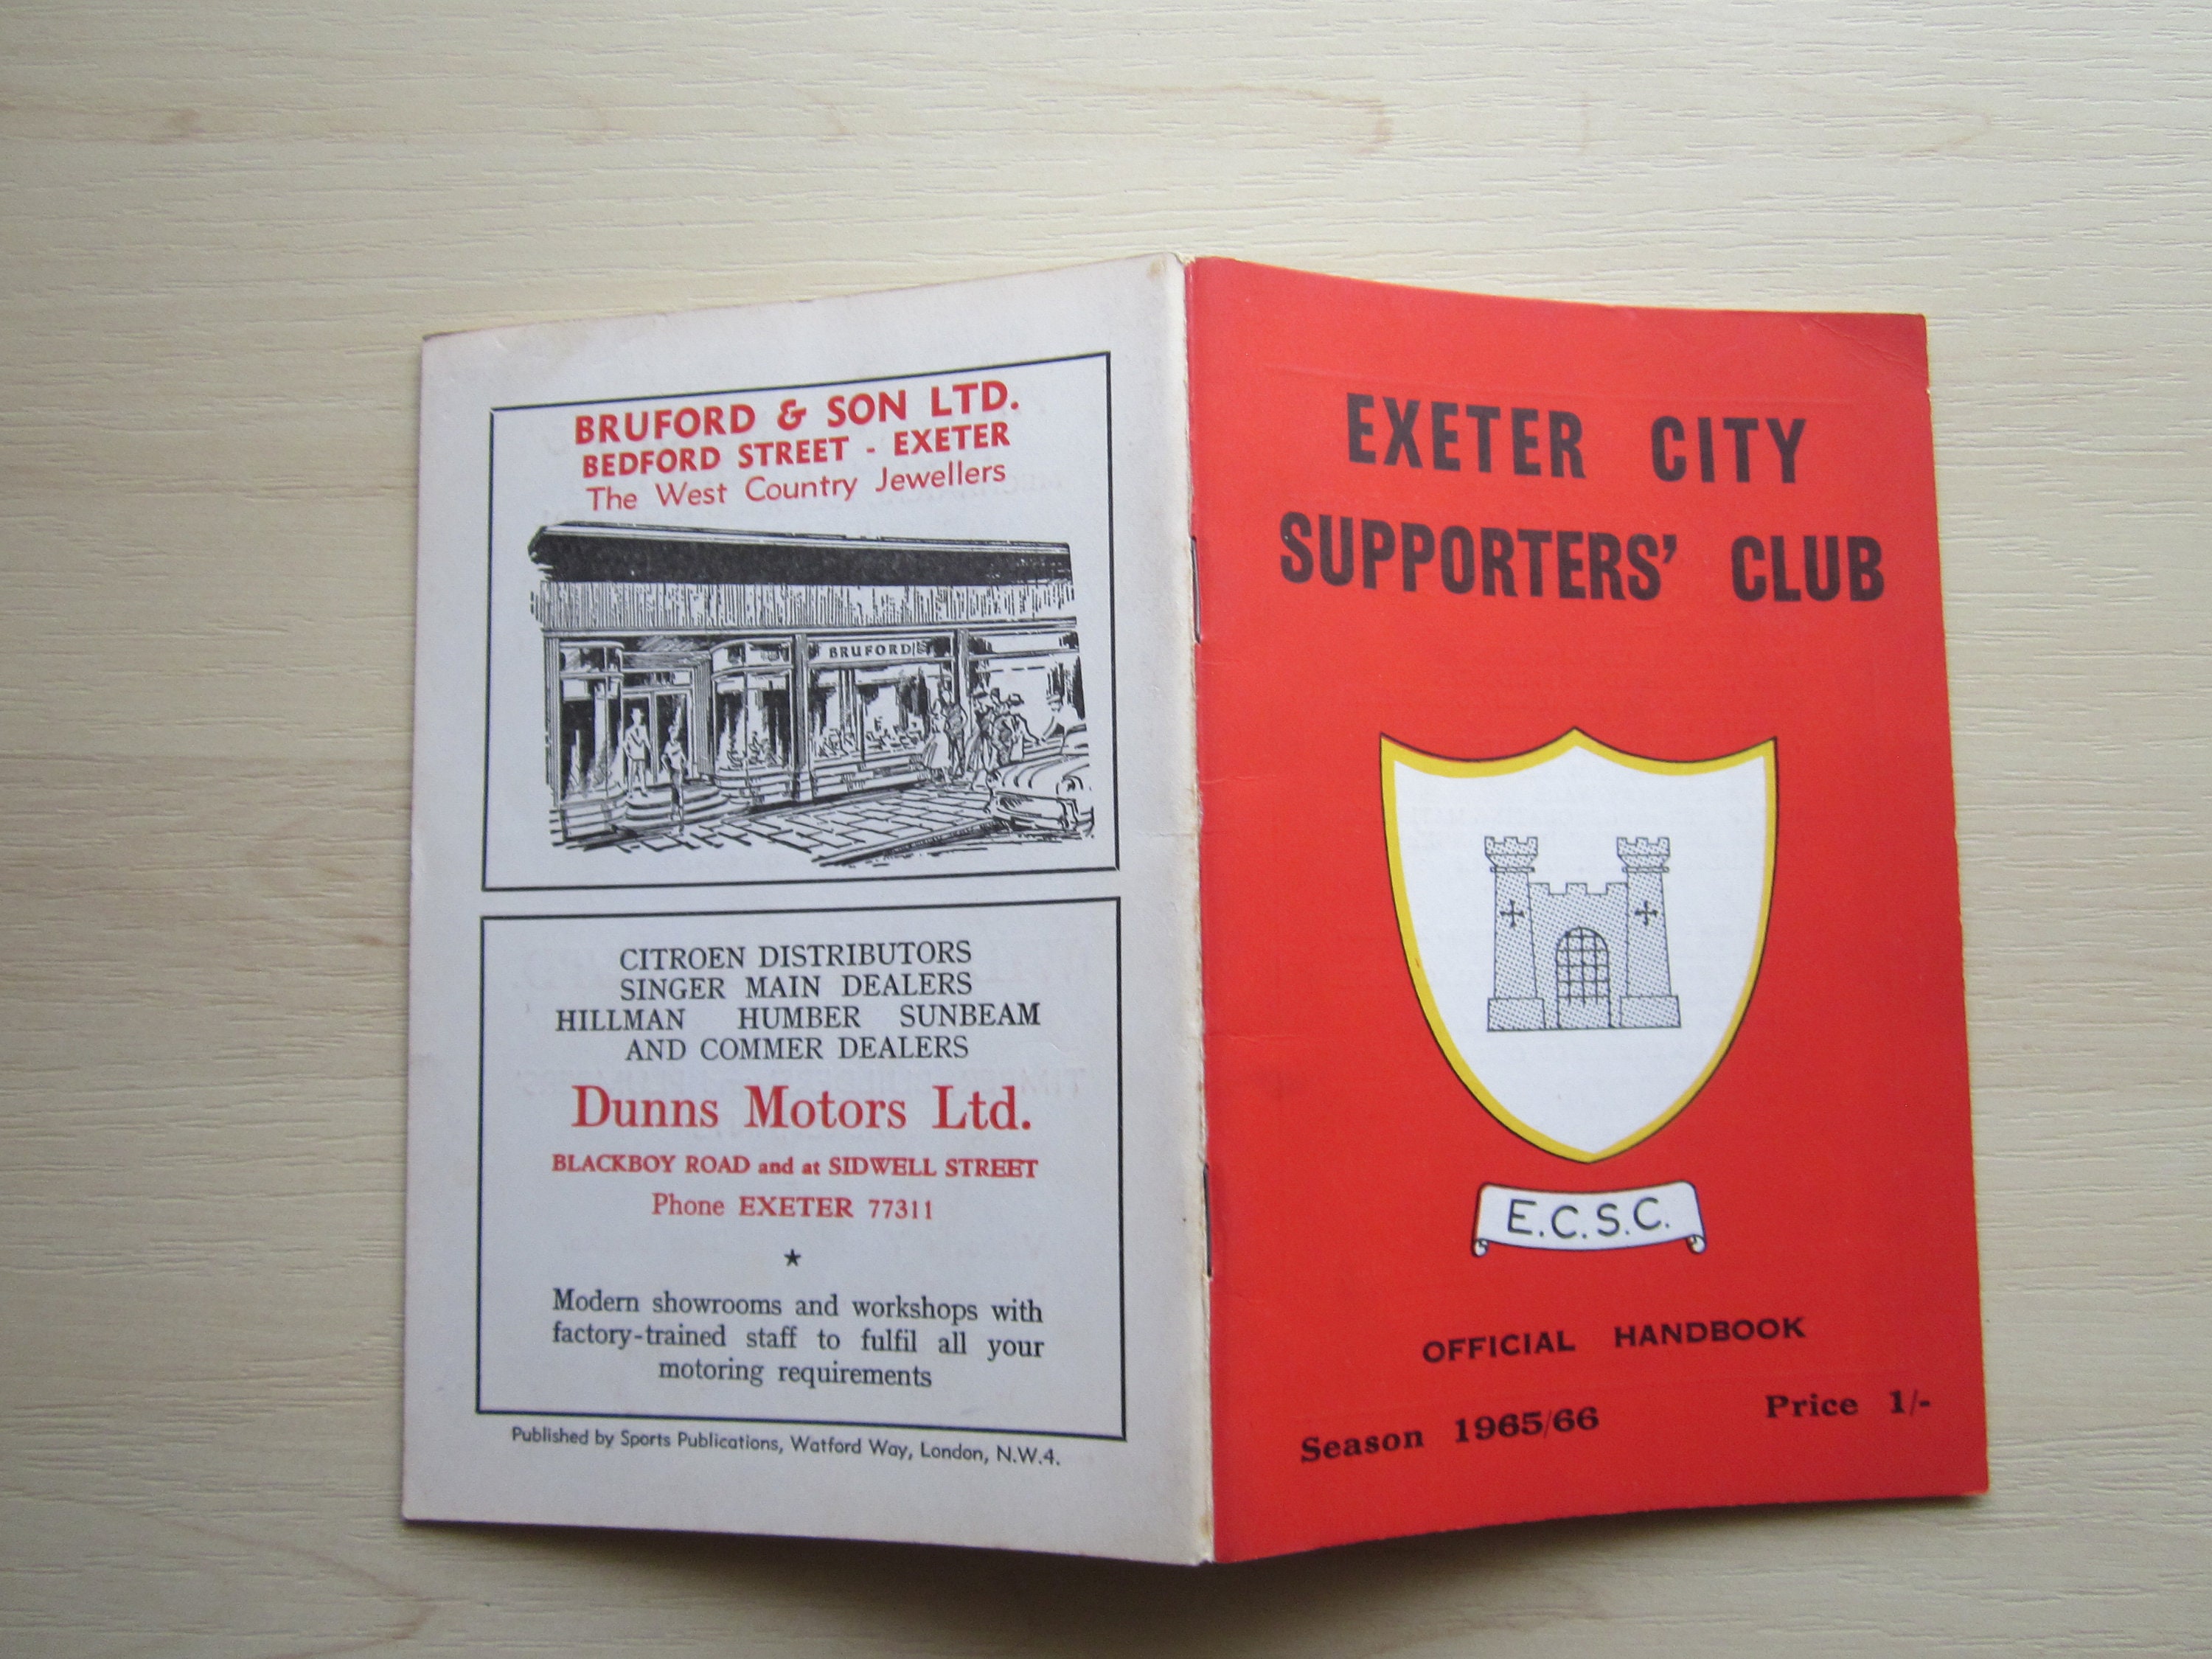 BRUFORD & SON LTD.
BEDFORD STREET - EXETER
The West Country Jewellers
BRUFORD'S
CITROEN DISTRIBUTORS
SINGER MAIN DEALERS
HILLMAN HUMBER SUNBEAM
AND COMMER DEALERS
Dunns Motors Ltd.
BLACKBOY ROAD and at SIDWELL STREET
Phone EXETER 77311
Modern showrooms and workshops with
factory-trained staff to fulfil all your
motoring requirements
Published by Sports Publications, Watford Way, London, N.W.4.
EXETER CITY
SUPPORTERS' CLUB
E.C.S.C.
OFFICIAL HANDBOOK
Season 1965/66 Price 1/-